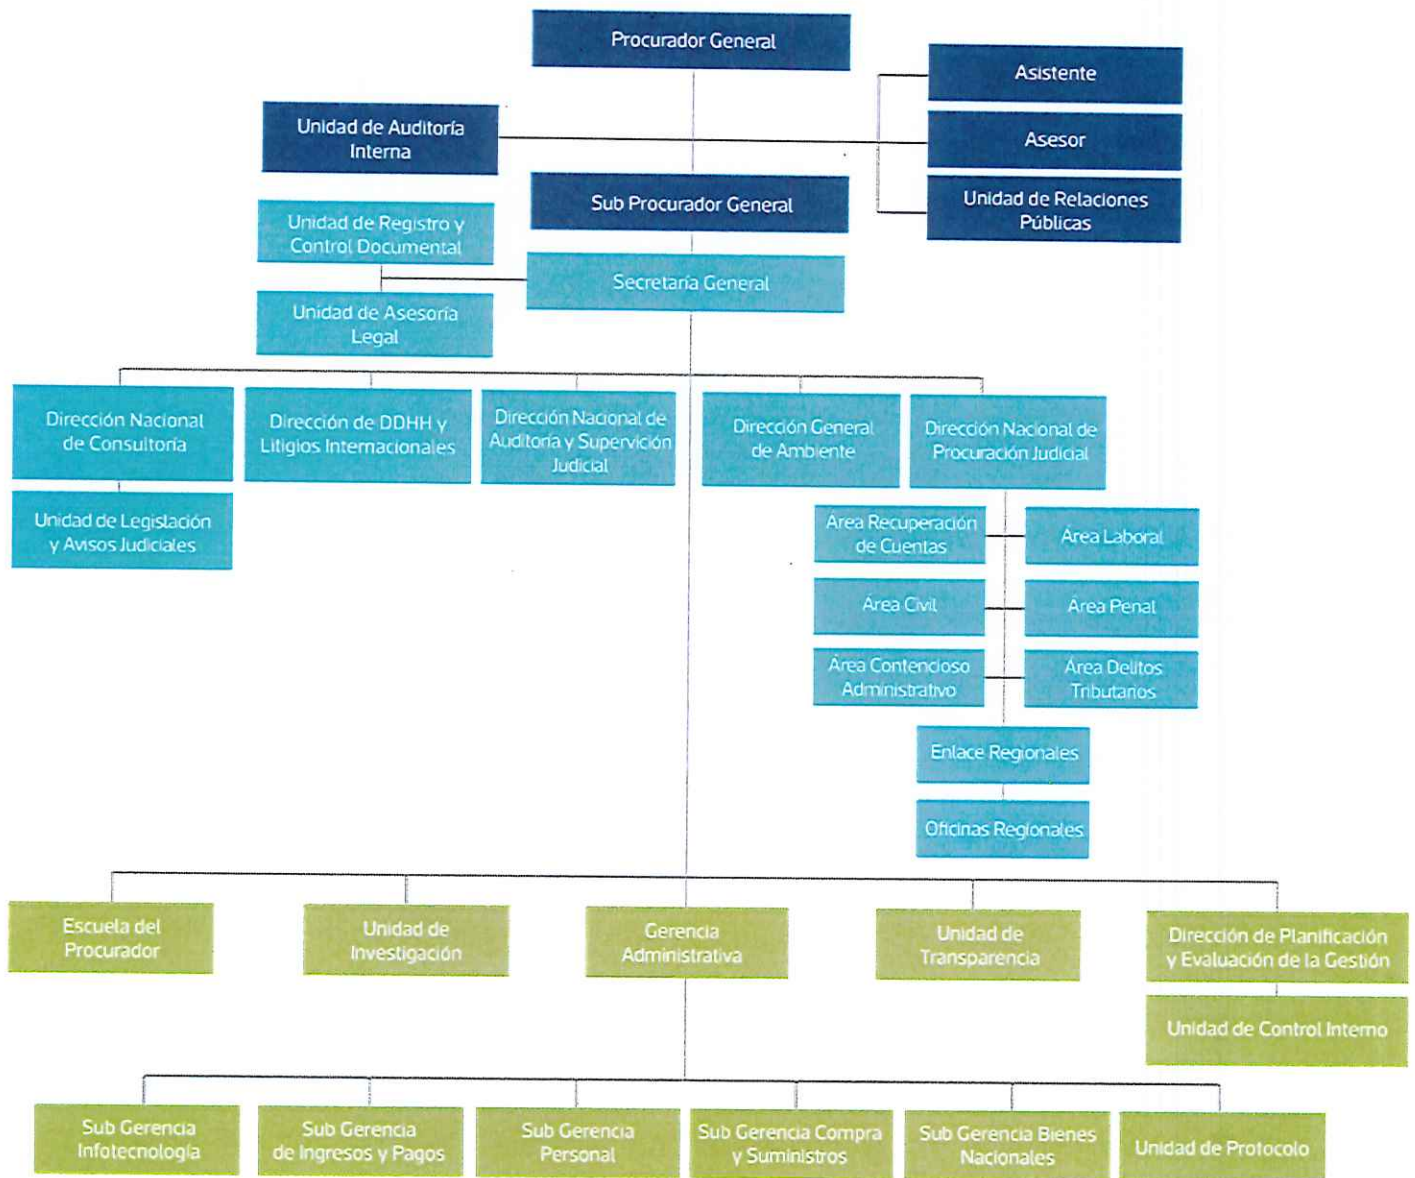 Procurador General
Asistente
Unidad de Auditoría
Interna
Asesor
Sub Procurador General
Unidad de Relaciones
Públicas
Unidad de Registro y
Control Documental
Secretaría General
Unidad de Asesoría
Legal
Dirección Nacional
de Consultoría
Dirección de DDHH y
Litigios Internacionales
Dirección Nacional de
Auditoría y Supervisión
Judicial
Dirección General
de Ambiente
Dirección Nacional de
Procuración Judicial
Unidad de Legislación
y Avisos Judiciales
Área Recuperación
de Cuentas
Área Laboral
Área Civil
Área Penal
Área Contencioso
Administrativo
Área Delitos
Tributarios
Enlace Regionales
Oficinas Regionales
Escuela del
Procurador
Unidad de
Investigación
Gerencia
Administrativa
Unidad de
Transparencia
Dirección de Planificación
y Evaluación de la Gestión
Unidad de Control Interno
Sub Gerencia
Infotecnología
Sub Gerencia
de Ingresos y Pagos
Sub Gerencia
Personal
Sub Gerencia Compra
y Suministros
Sub Gerencia Bienes
Nacionales
Unidad de Protocolo